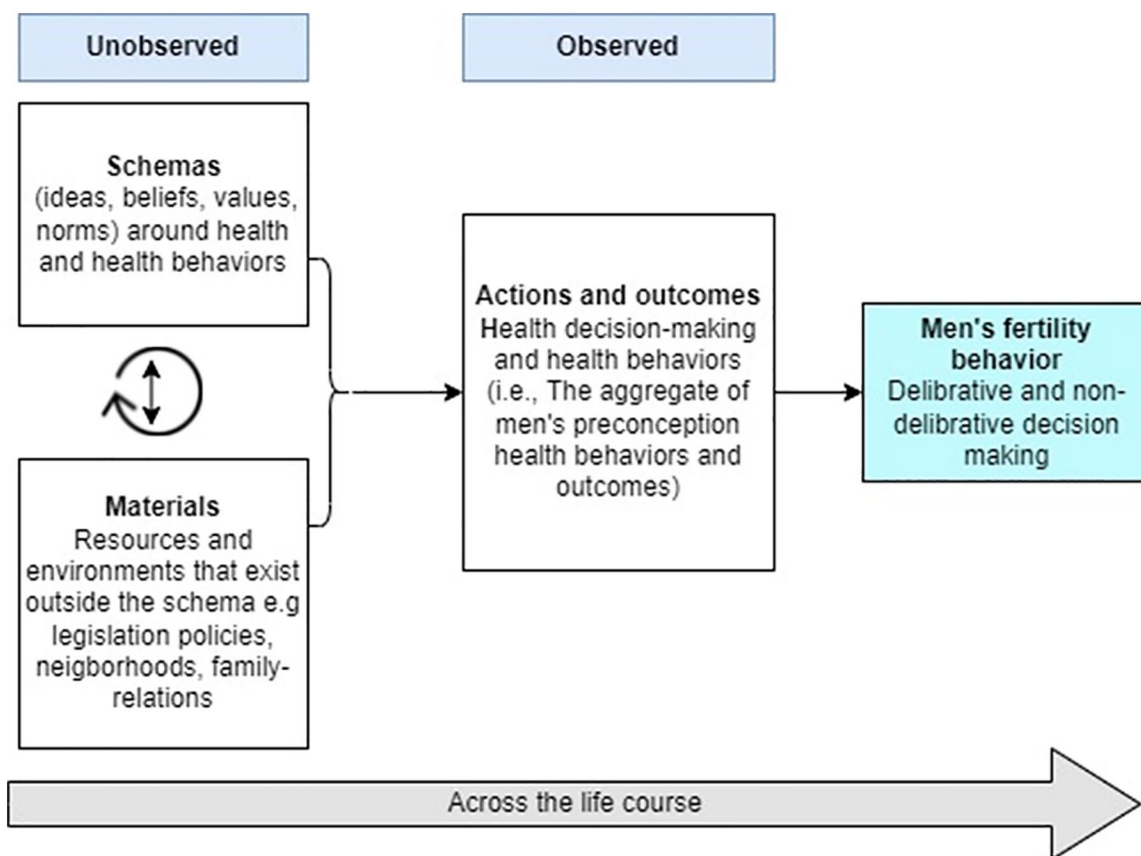 Unobserved
Observed
Schemas
(ideas, beliefs, values,
norms) around health
and health behaviors
Materials
Resources and
environments that exist
outside the schema e.g
legislation policies,
neigborhoods, family-
relations
Actions and outcomes
Health decision-making
and health behaviors
(i.e., The aggregate of
men's preconception
health behaviors and
outcomes)
Men's fertility
behavior
Delibrative and non-
delibrative decision
making
Across the life course